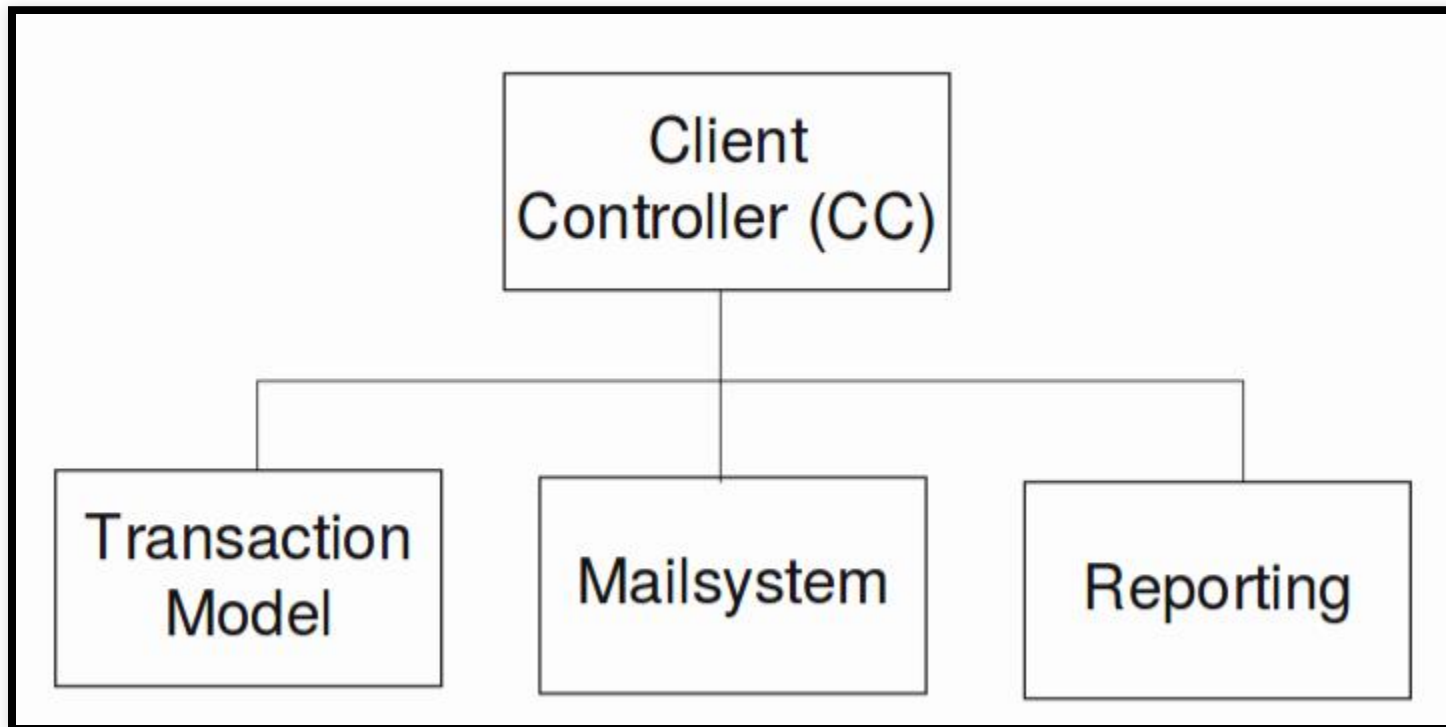 Client
Controller (CC)
Transaction
Model
Mailsystem
Reporting